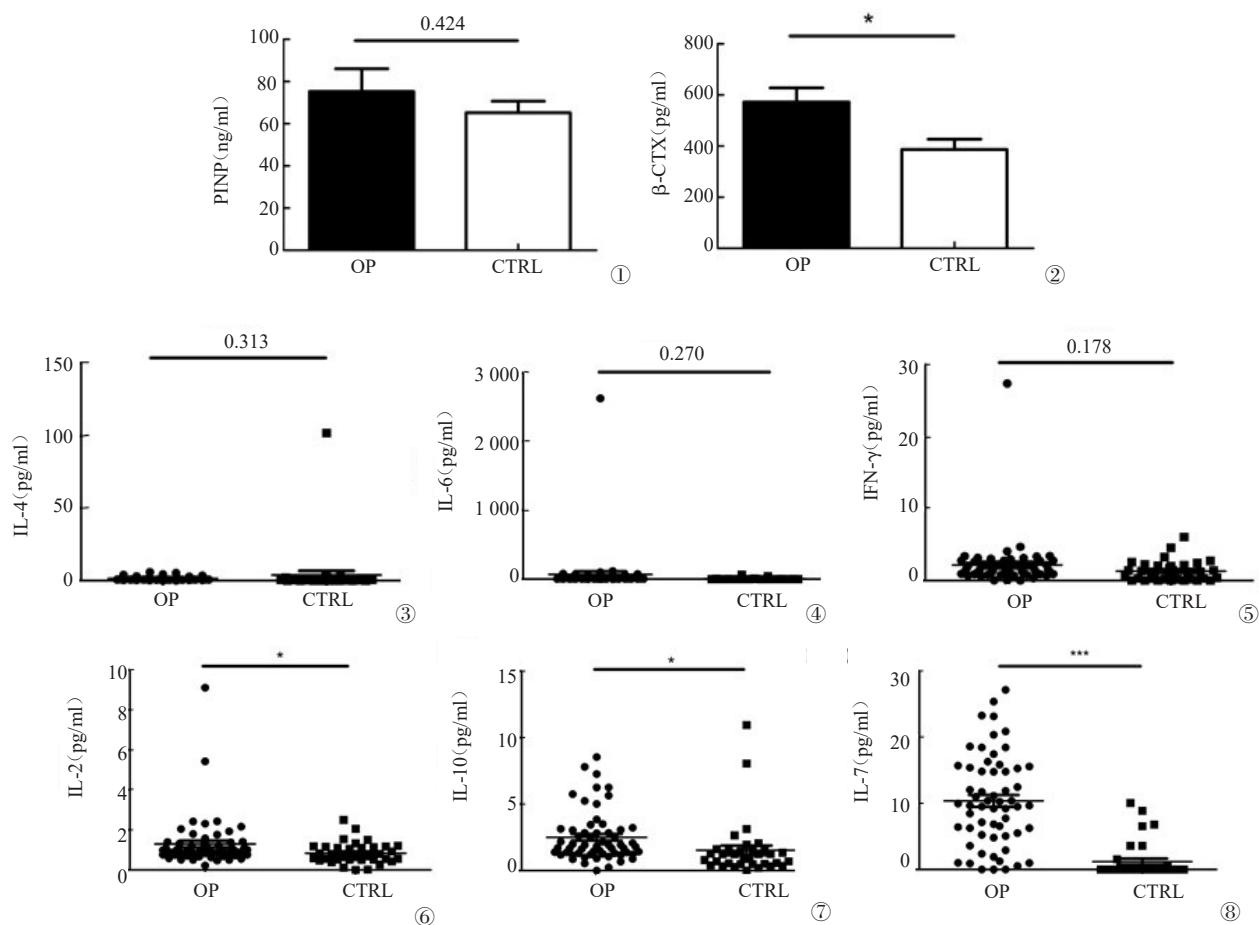 0.424
100
80
60
40
20
0
PINP(ng/ml)
OP
CTRL
①
*
800
600
400
200
0
β-CTX(pg/ml)
OP
CTRL
②
0.313
150
100
50
0
IL-4(pg/ml)
OP
CTRL
③
0.270
3 000
2 000
1 000
0
IL-6(pg/ml)
OP
CTRL
④
0.178
30
20
10
0
IFN-γ(pg/ml)
OP
CTRL
⑤
*
10
8
6
4
2
0
IL-2(pg/ml)
OP
CTRL
⑥
*
15
10
5
0
IL-10(pg/ml)
OP
CTRL
⑦
***
30
20
10
0
IL-7(pg/ml)
OP
CTRL
⑧